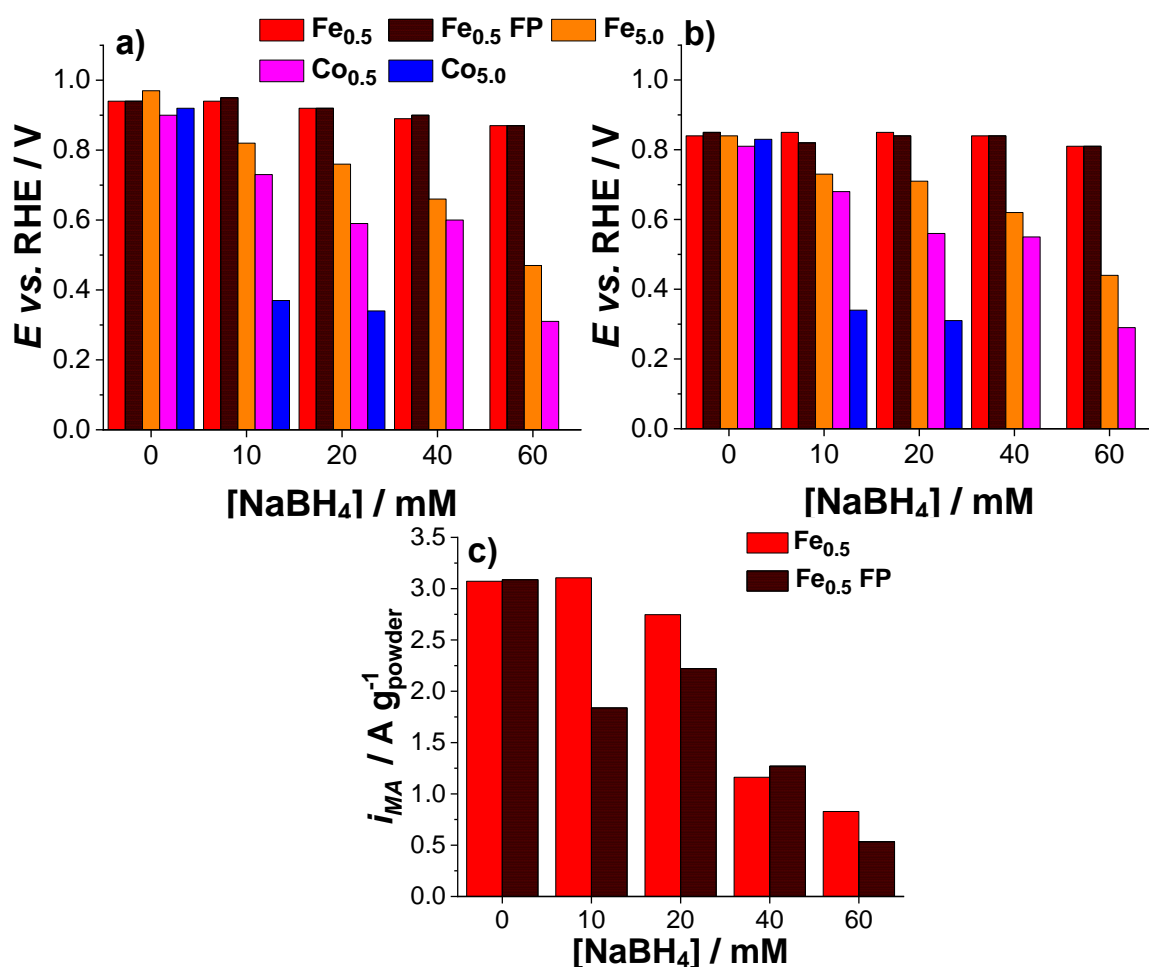 a)
Fe0.5 Fe0.5 FP Fe5.0
Co0.5 Co5.0
E vs. RHE / V
1.0
0.8
0.6
0.4
0.2
0.0
0 10 20 40 60
[NaBH4] / mM
b)
E vs. RHE / V
1.0
0.8
0.6
0.4
0.2
0.0
0 10 20 40 60
[NaBH4] / mM
c)
Fe0.5
Fe0.5 FP
iMA / A g-1powder
3.5
3.0
2.5
2.0
1.5
1.0
0.5
0.0
0 10 20 40 60
[NaBH4] / mM